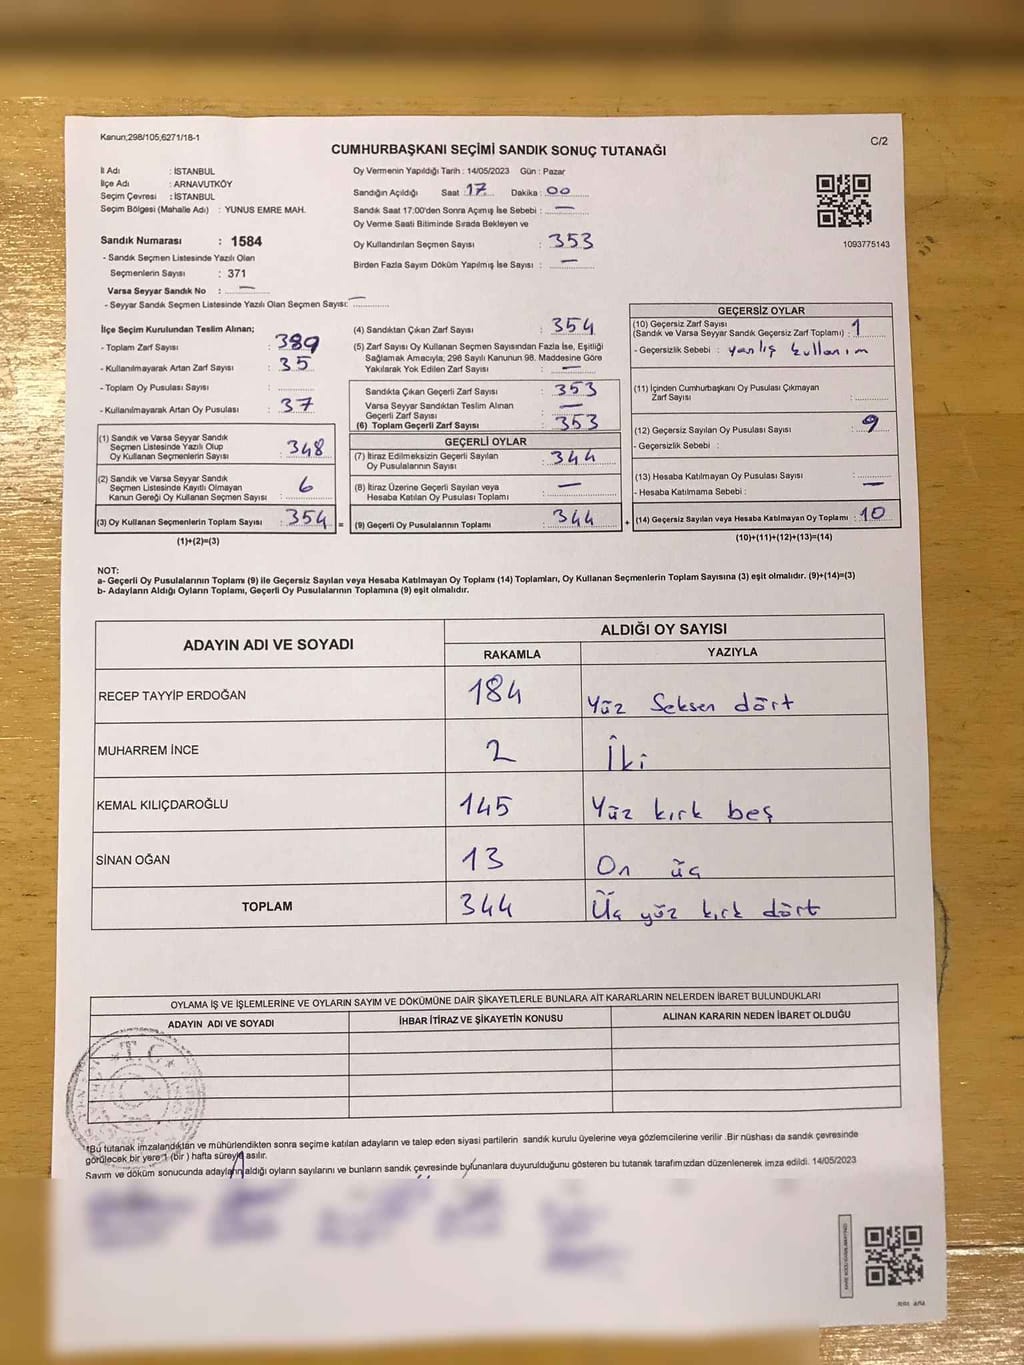 Kanun;298/105,6271/18-1
C/2
CUMHURBAŞKANI SEÇİMİ SANDIK SONUÇ TUTANAĞI
İl Adı : İSTANBUL
İlçe Adı : ARNAVUTKÖY
Seçim Çevresi : İSTANBUL
Seçim Bölgesi (Mahalle Adı) : YUNUS EMRE MAH.
Sandık Numarası : 1584
- Sandık Seçmen Listesinde Yazılı Olan
Seçmenlerin Sayısı : 371
Varsa Seyyar Sandık No : —
- Seyyar Sandık Seçmen Listesinde Yazılı Olan Seçmen Sayısı: —
Oy Vermenin Yapıldığı Tarih : 14/05/2023 Gün : Pazar
Sandığın Açıldığı Saat : 17 Dakika : 00
Sandık Saat 17:00'den Sonra Açımış İse Sebebi : —
Oy Verme Saati Bitiminde Sırada Bekleyen ve
Oy Kullandırılan Seçmen Sayısı : 353
Birden Fazla Sayım Döküm Yapılmış İse Sayısı : —
1093775143
İlçe Seçim Kurulundan Teslim Alınan;
- Toplam Zarf Sayısı : 389
- Kullanılmayarak Artan Zarf Sayısı : 35
- Toplam Oy Pusulası Sayısı :
- Kullanılmayarak Artan Oy Pusulası : 37
(1) Sandık ve Varsa Seyyar Sandık
Seçmen Listesinde Yazılı Olup
Oy Kullanan Seçmenlerin Sayısı : 348
(2) Sandık ve Varsa Seyyar Sandık
Seçmen Listesinde Kayıtlı Olmayan
Kanun Gereği Oy Kullanan Seçmen Sayısı : 6
(3) Oy Kullanan Seçmenlerin Toplam Sayısı : 354 =
(1)+(2)=(3)
(4) Sandıktan Çıkan Zarf Sayısı : 354
(5) Zarf Sayısı Oy Kullanan Seçmen Sayısından Fazla İse, Eşitliği
Sağlamak Amacıyla; 298 Sayılı Kanunun 98. Maddesine Göre
Yakılarak Yok Edilen Zarf Sayısı : —
Sandıkta Çıkan Geçerli Zarf Sayısı : 353
Varsa Seyyar Sandıktan Teslim Alınan
Geçerli Zarf Sayısı : —
(6) Toplam Geçerli Zarf Sayısı : 353
GEÇERLİ OYLAR
(7) İtiraz Edilmeksizin Geçerli Sayılan
Oy Pusulalarının Sayısı : 344
(8) İtiraz Üzerine Geçerli Sayılan veya
Hesaba Katılan Oy Pusulası Toplamı : —
(9) Geçerli Oy Pusulalarının Toplamı : 344 +
GEÇERSİZ OYLAR
(10) Geçersiz Zarf Sayısı
(Sandık ve Varsa Seyyar Sandık Geçersiz Zarf Toplamı) : 1
- Geçersizlik Sebebi : yanlış kullanım
(11) İçinden Cumhurbaşkanı Oy Pusulası Çıkmayan
Zarf Sayısı :
(12) Geçersiz Sayılan Oy Pusulası Sayısı : 9
- Geçersizlik Sebebi :
(13) Hesaba Katılmayan Oy Pusulası Sayısı : —
- Hesaba Katılmama Sebebi :
(14) Geçersiz Sayılan veya Hesaba Katılmayan Oy Toplamı : 10
(10)+(11)+(12)+(13)=(14)
NOT:
a- Geçerli Oy Pusulalarının Toplamı (9) ile Geçersiz Sayılan veya Hesaba Katılmayan Oy Toplamı (14) Toplamları, Oy Kullanan Seçmenlerin Toplam Sayısına (3) eşit olmalıdır. (9)+(14)=(3)
b- Adayların Aldığı Oyların Toplamı, Geçerli Oy Pusulalarının Toplamına (9) eşit olmalıdır.
ADAYIN ADI VE SOYADI
ALDIĞI OY SAYISI
RAKAMLA YAZIYLA
RECEP TAYYİP ERDOĞAN 184 Yüz Seksen dört
MUHARREM İNCE 2 İki
KEMAL KILIÇDAROĞLU 145 Yüz kırk beş
SİNAN OĞAN 13 On üç
TOPLAM 344 Üç yüz kırk dört
OYLAMA İŞ VE İŞLEMLERİNE VE OYLARIN SAYIM VE DÖKÜMÜNE DAİR ŞİKAYETLERLE BUNLARA AİT KARARLARIN NELERDEN İBARET BULUNDUKLARI
ADAYIN ADI VE SOYADI İHBAR İTİRAZ VE ŞİKAYETİN KONUSU ALINAN KARARIN NEDEN İBARET OLDUĞU
T.C
*Bu tutanak imzalandıktan ve mühürlendikten sonra seçime katılan adayların ve talep eden siyasi partilerin sandık kurulu üyelerine veya gözlemcilerine verilir .Bir nüshası da sandık çevresinde
görülecek bir yere 1 (bir ) hafta süreyle asılır.
Sayım ve döküm sonucunda adayların aldığı oyların sayılarını ve bunların sandık çevresinde bulunanlara duyurulduğunu gösteren bu tutanak tarafımızdan düzenlenerek imza edildi. 14/05/2023